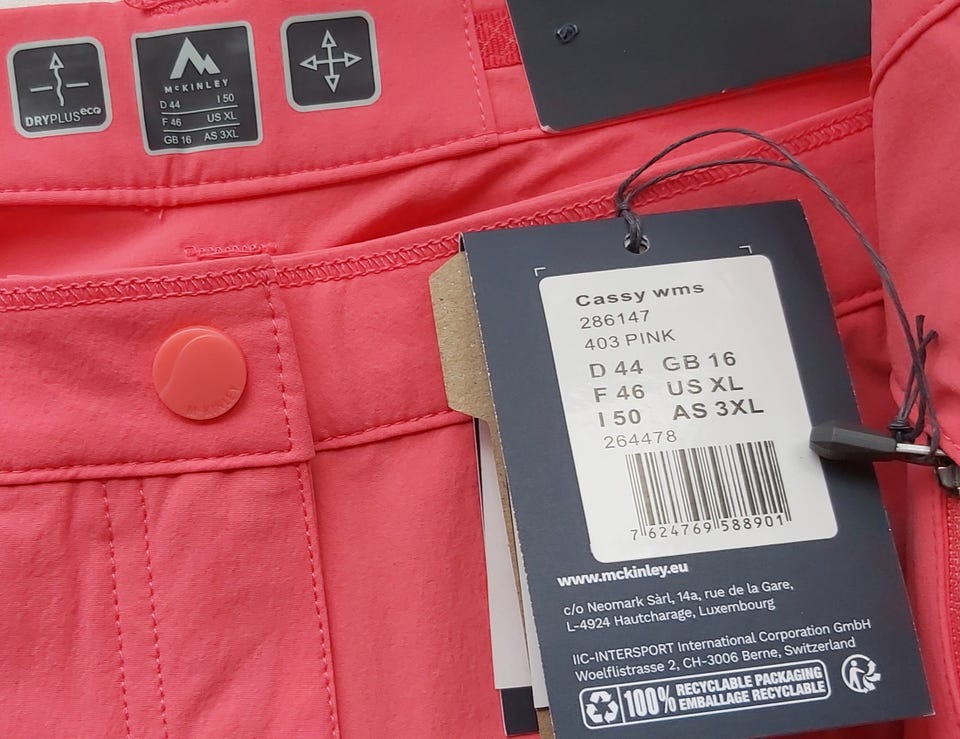 DRYPLUS eco
McKINLEY
D 44 I 50
F 46 US XL
GB 16 AS 3XL
McKINLEY
Cassy wms
286147
403 PINK
D 44 GB 16
F 46 US XL
I 50 AS 3XL
264478
7 624769 588901
www.mckinley.eu
c/o Neomark Sàrl, 14a, rue de la Gare,
L-4924 Hautcharage, Luxembourg
IIC-INTERSPORT International Corporation GmbH
Woelflistrasse 2, CH-3006 Berne, Switzerland
100% RECYCLABLE PACKAGING
EMBALLAGE RECYCLABLE